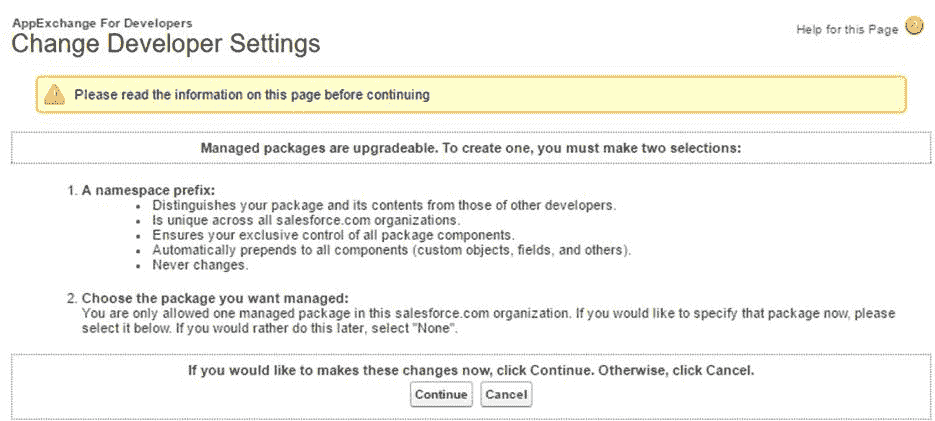 AppExchange For Developers
Change Developer Settings
Help for this Page
Please read the information on this page before continuing
Managed packages are upgradeable. To create one, you must make two selections:
1. A namespace prefix:
• Distinguishes your package and its contents from those of other developers.
• Is unique across all salesforce.com organizations.
• Ensures your exclusive control of all package components.
• Automatically prepends to all components (custom objects, fields, and others).
• Never changes.
2. Choose the package you want managed:
You are only allowed one managed package in this salesforce.com organization. If you would like to specify that package now, please
select it below. If you would rather do this later, select "None".
If you would like to makes these changes now, click Continue. Otherwise, click Cancel.
Continue Cancel